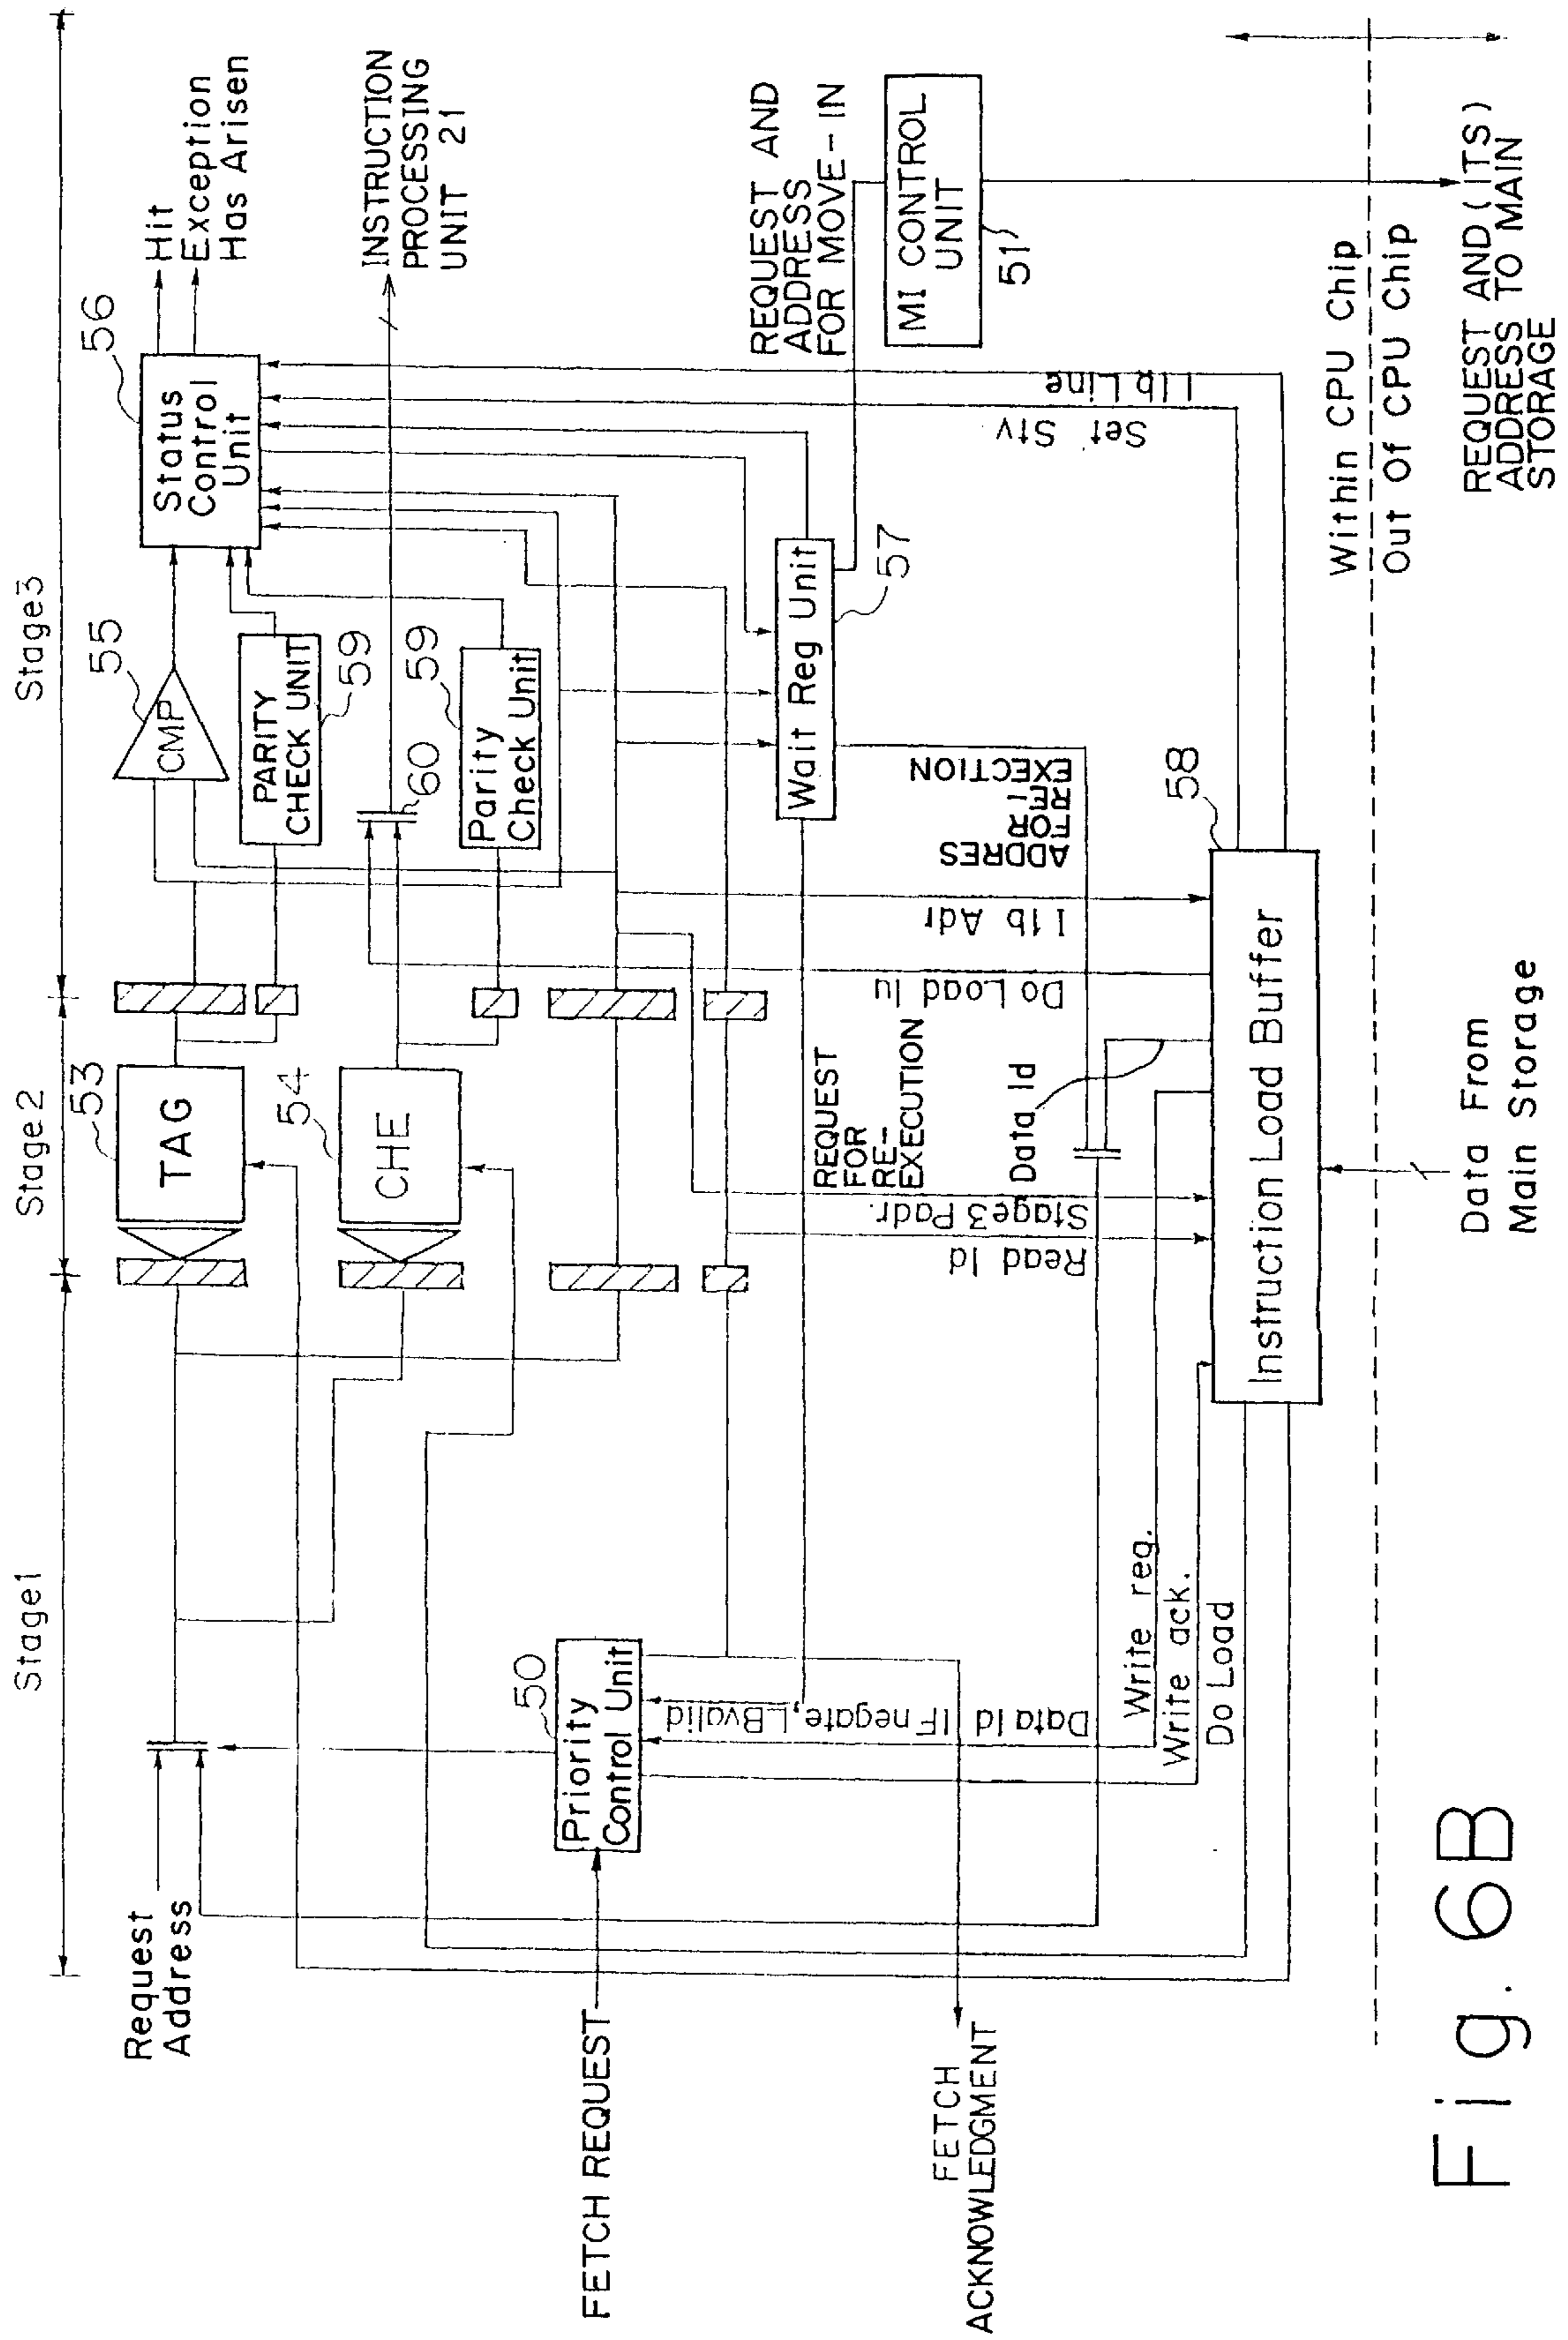 Stage1
Stage2
Stage3
Request
Address
53
TAG
54
CHE
55
CMP
PARITY
CHECK UNIT
59
56
Status
Control
Unit
Hit
Exception
Has Arisen
INSTRUCTION
PROCESSING
UNIT 21
60
59
Parity
Check Unit
FETCH REQUEST
50
Priority
Control Unit
FETCH
ACKNOWLEDGMENT
IF negate, LBvalid
Data Id
REQUEST
FOR
RE-
EXECUTION
Wait Reg Unit
57
REQUEST AND
ADDRESS
FOR MOVE-IN
MI CONTROL
UNIT
51
ADDRES
FOR
RE-
EXECTION
I1b Adr
Do Load Iu
Data Id
Stage3 Padr.
Read Id
Set Stv
I1b Line
Write req.
Write ack.
Do Load
58
Instruction Load Buffer
Within CPU Chip
Out Of CPU Chip
Data From
Main Storage
REQUEST AND (ITS)
ADDRESS TO MAIN
STORAGE
Fig. 6B